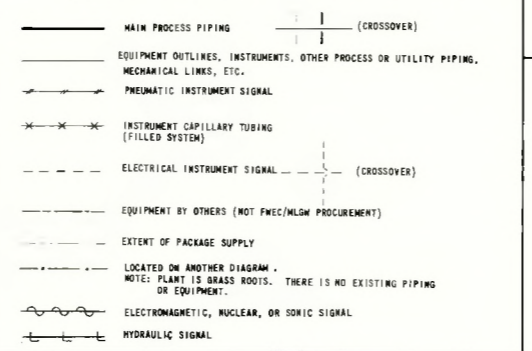 MAIN PROCESS PIPING (CROSSOVER)
EQUIPMENT OUTLINES, INSTRUMENTS, OTHER PROCESS OR UTILITY PIPING,
MECHANICAL LINKS, ETC.
PNEUMATIC INSTRUMENT SIGNAL
INSTRUMENT CAPILLARY TUBING
(FILLED SYSTEM)
ELECTRICAL INSTRUMENT SIGNAL (CROSSOVER)
EQUIPMENT BY OTHERS (NOT FWEC/MLGW PROCUREMENT)
EXTENT OF PACKAGE SUPPLY
LOCATED ON ANOTHER DIAGRAM.
NOTE: PLANT IS GRASS ROOTS. THERE IS NO EXISTING PIPING
OR EQUIPMENT.
ELECTROMAGNETIC, NUCLEAR, OR SONIC SIGNAL
HYDRAULIC SIGNAL